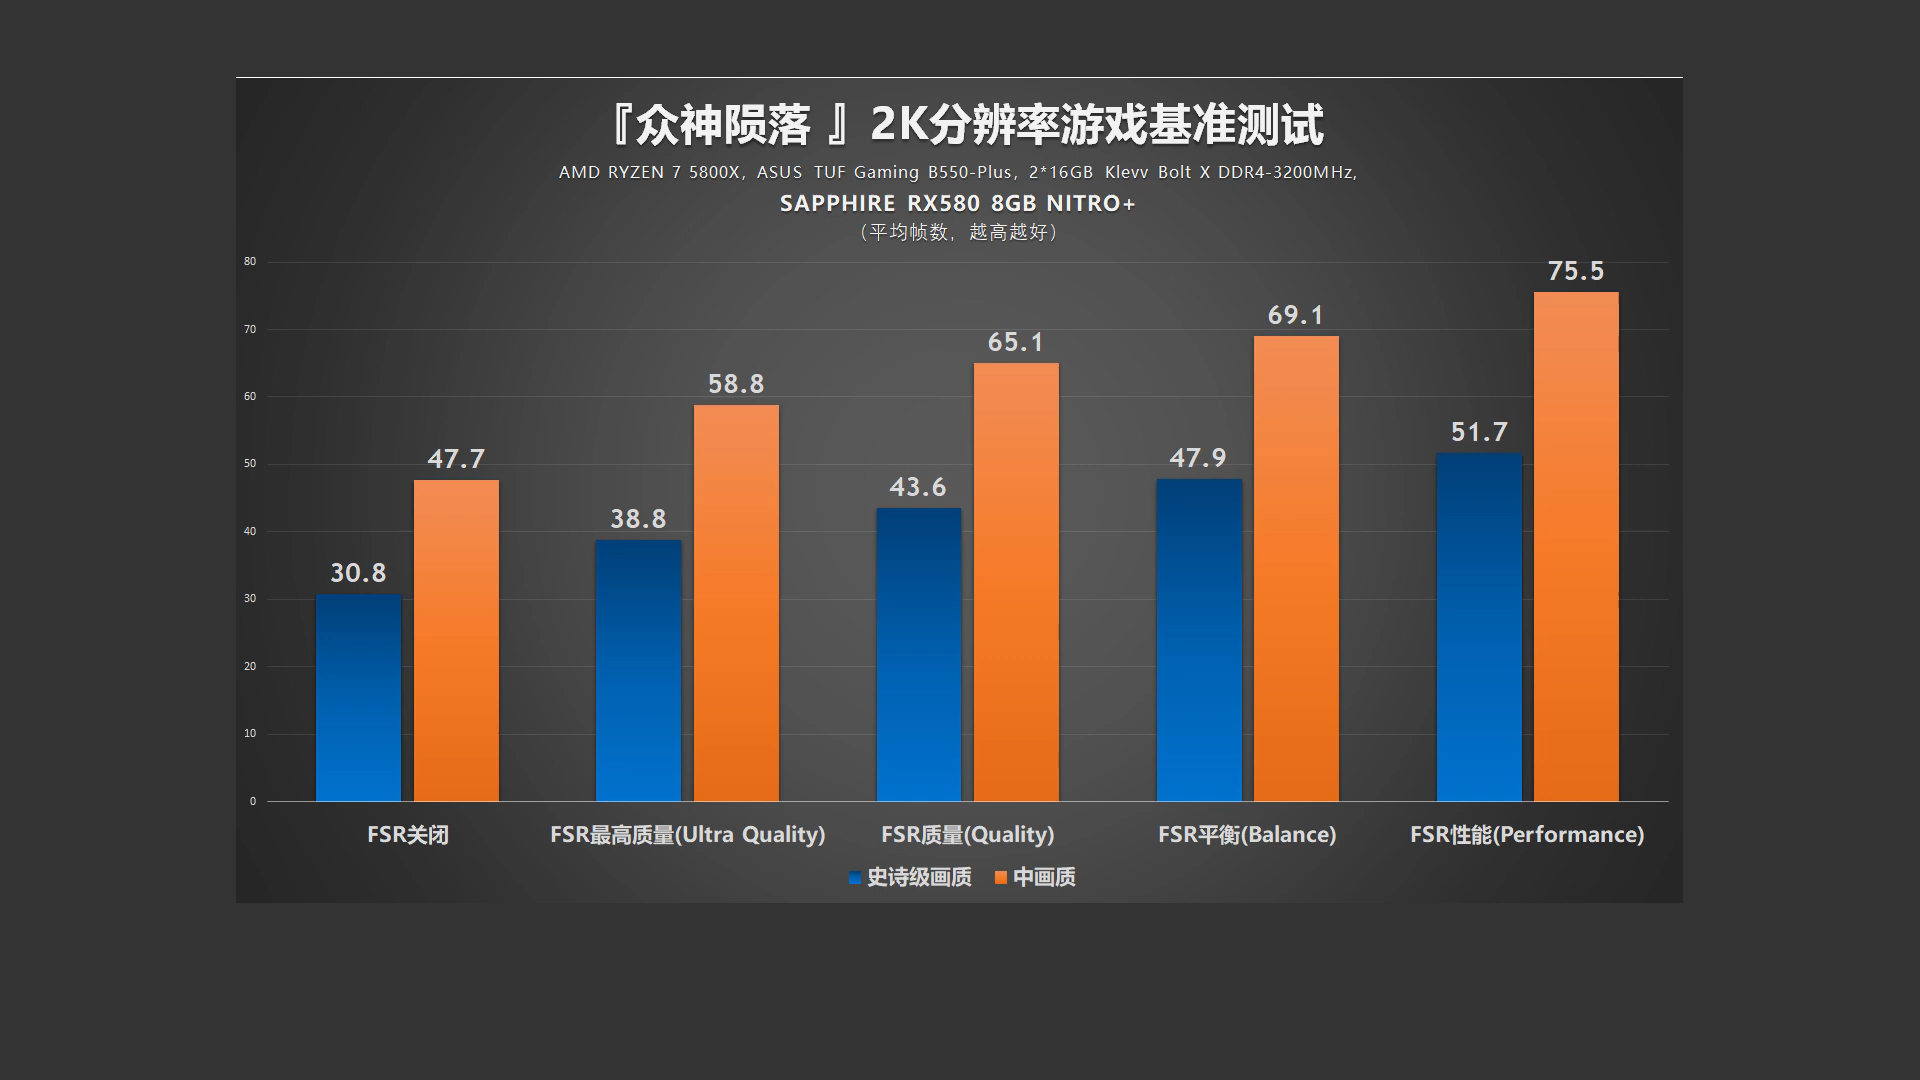 『众神陨落 』2K分辨率游戏基准测试
AMD RYZEN 7 5800X，ASUS TUF Gaming B550-Plus，2*16GB Klevv Bolt X DDR4-3200MHz,
SAPPHIRE RX580 8GB NITRO+
（平均帧数，越高越好）
80
70
60
50
40
30
20
10
0
30.8
47.7
38.8
58.8
43.6
65.1
47.9
69.1
51.7
75.5
FSR关闭
FSR最高质量(Ultra Quality)
FSR质量(Quality)
FSR平衡(Balance)
FSR性能(Performance)
史诗级画质
中画质